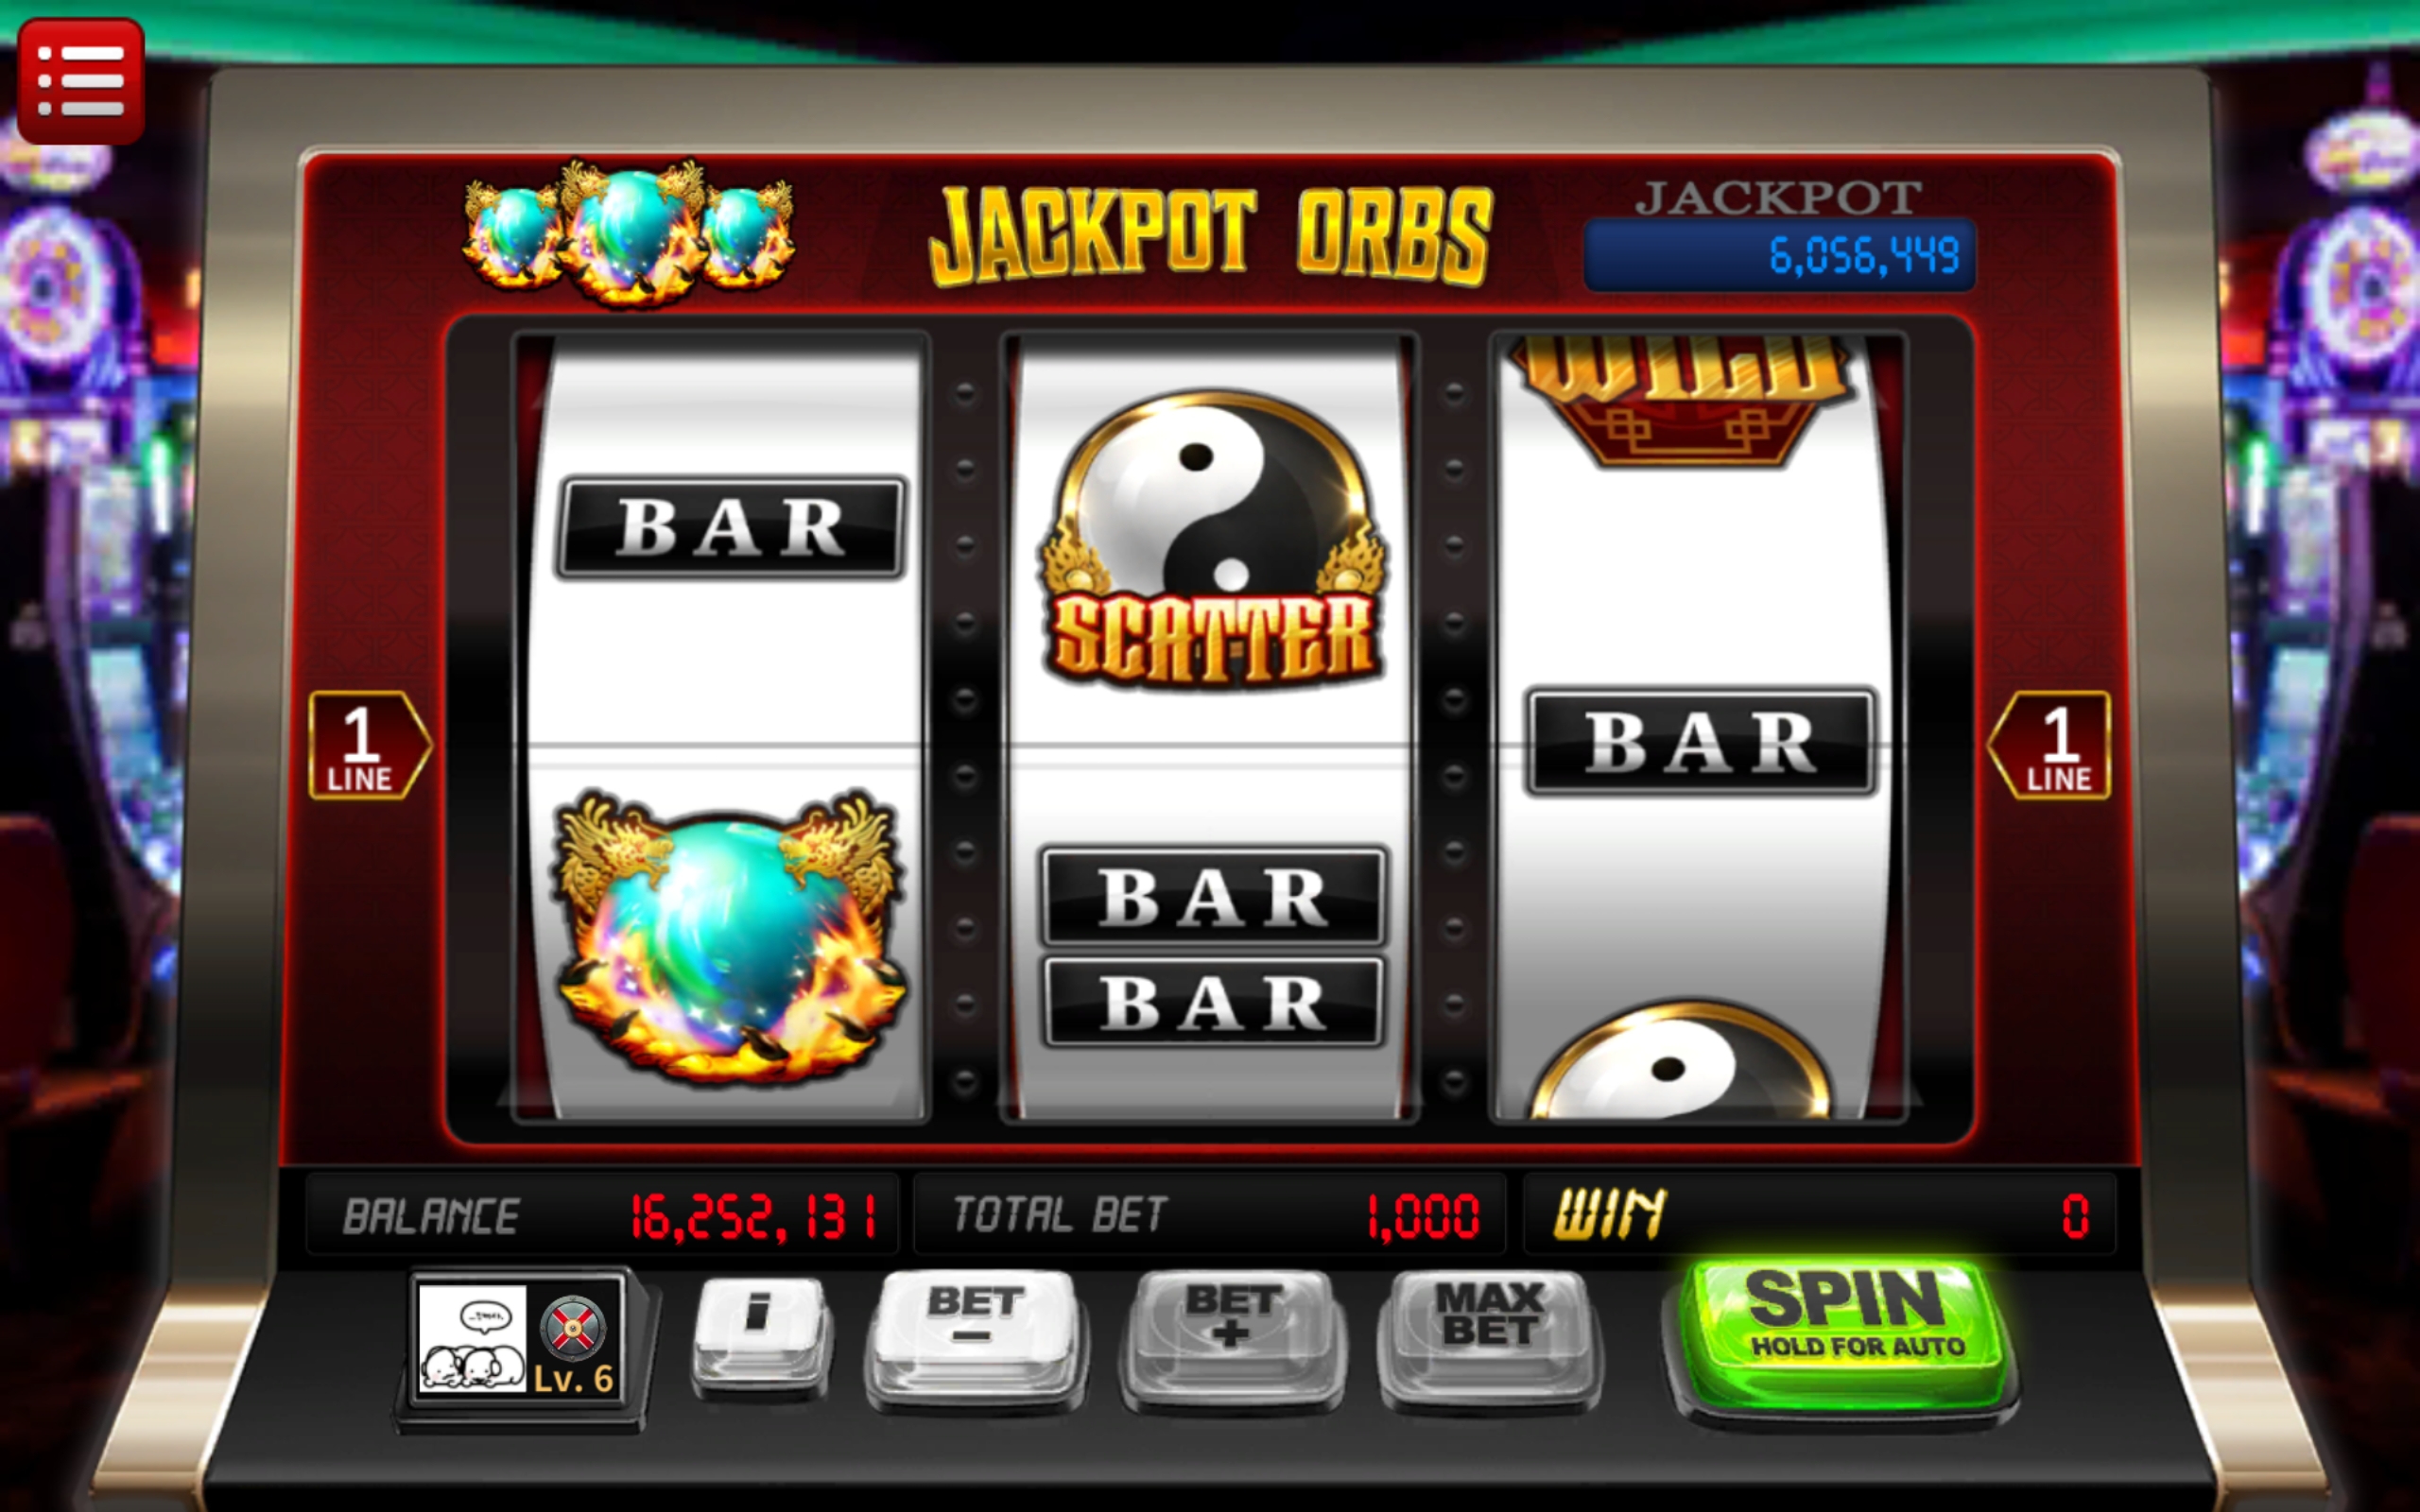 JACKPOT ORBS
JACKPOT
6,056,449
WILD
BAR
SCATTER
1
LINE
BAR
1
LINE
BAR
BAR
BALANCE 16,252,131
TOTAL BET 1,000
WIN 0
Lv. 6
i
BET
-
BET
+
MAX
BET
SPIN
HOLD FOR AUTO